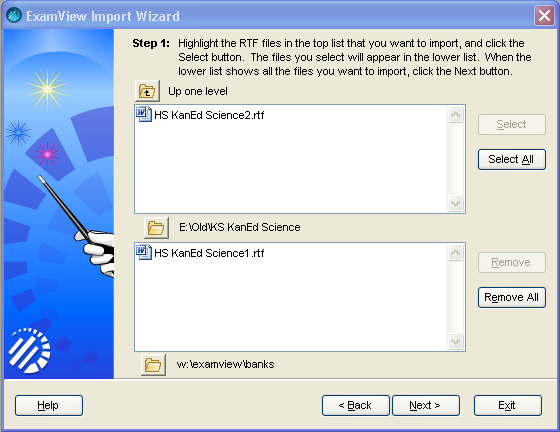 ExamView Import Wizard
Step 1: Highlight the RTF files in the top list that you want to import, and click the
Select button. The files you select will appear in the lower list. When the
lower list shows all the files you want to import, click the Next button.
Up one level
HS KanEd Science2.rtf
Select
Select All
E:\Old\KS KanEd Science
HS KanEd Science1.rtf
Remove
Remove All
w:\examview\banks
Help
< Back
Next >
Exit